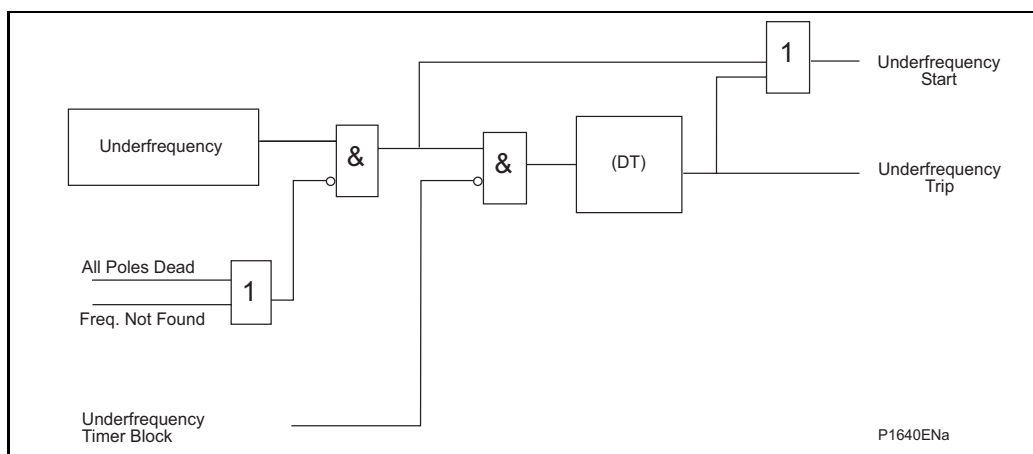 1
Underfrequency
Start
Underfrequency
&
&
(DT)
Underfrequency
Trip
All Poles Dead
1
Freq. Not Found
Underfrequency
Timer Block
P1640ENa